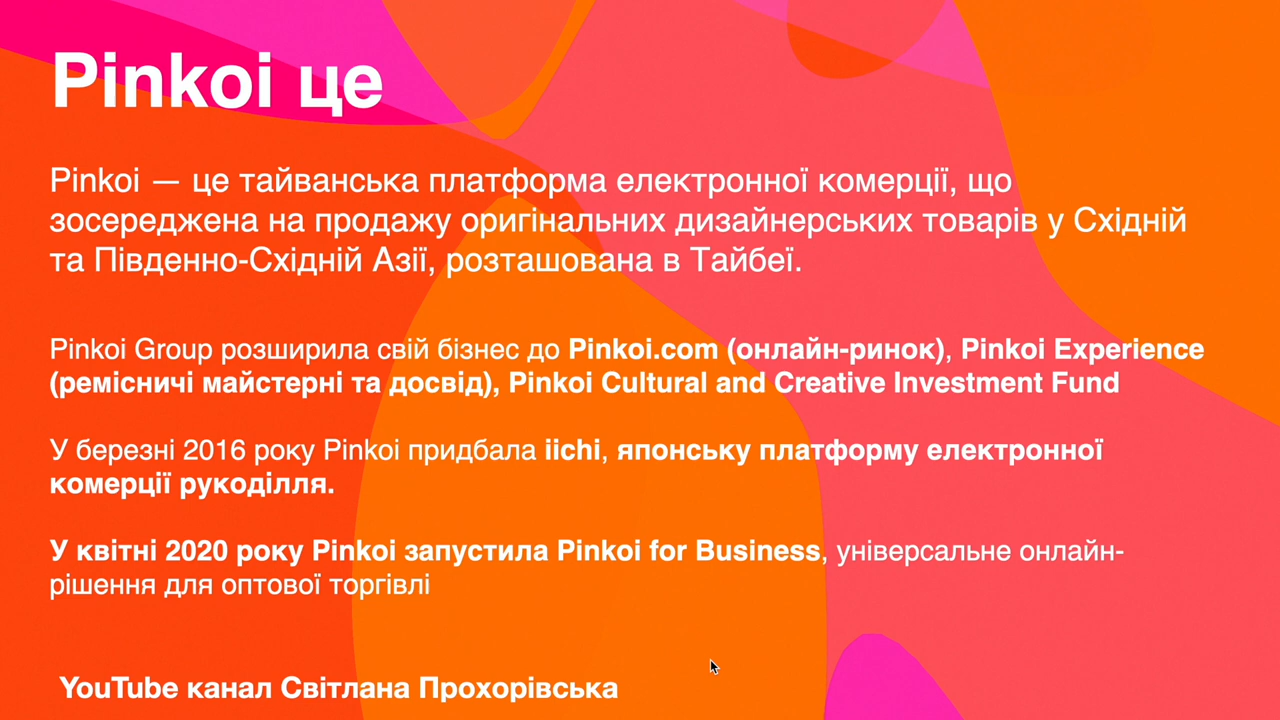 Pinkoi це
Pinkoi — це тайванська платформа електронної комерції, що
зосереджена на продажу оригінальних дизайнерських товарів у Східній
та Південно-Східній Азії, розташована в Тайбеї.
Pinkoi Group розширила свій бізнес до Pinkoi.com (онлайн-ринок), Pinkoi Experience
(ремісничі майстерні та досвід), Pinkoi Cultural and Creative Investment Fund
У березні 2016 року Pinkoi придбала iichi, японську платформу електронної
комерції рукоділля.
У квітні 2020 року Pinkoi запустила Pinkoi for Business, універсальне онлайн-
рішення для оптової торгівлі
YouTube канал Світлана Прохорівська